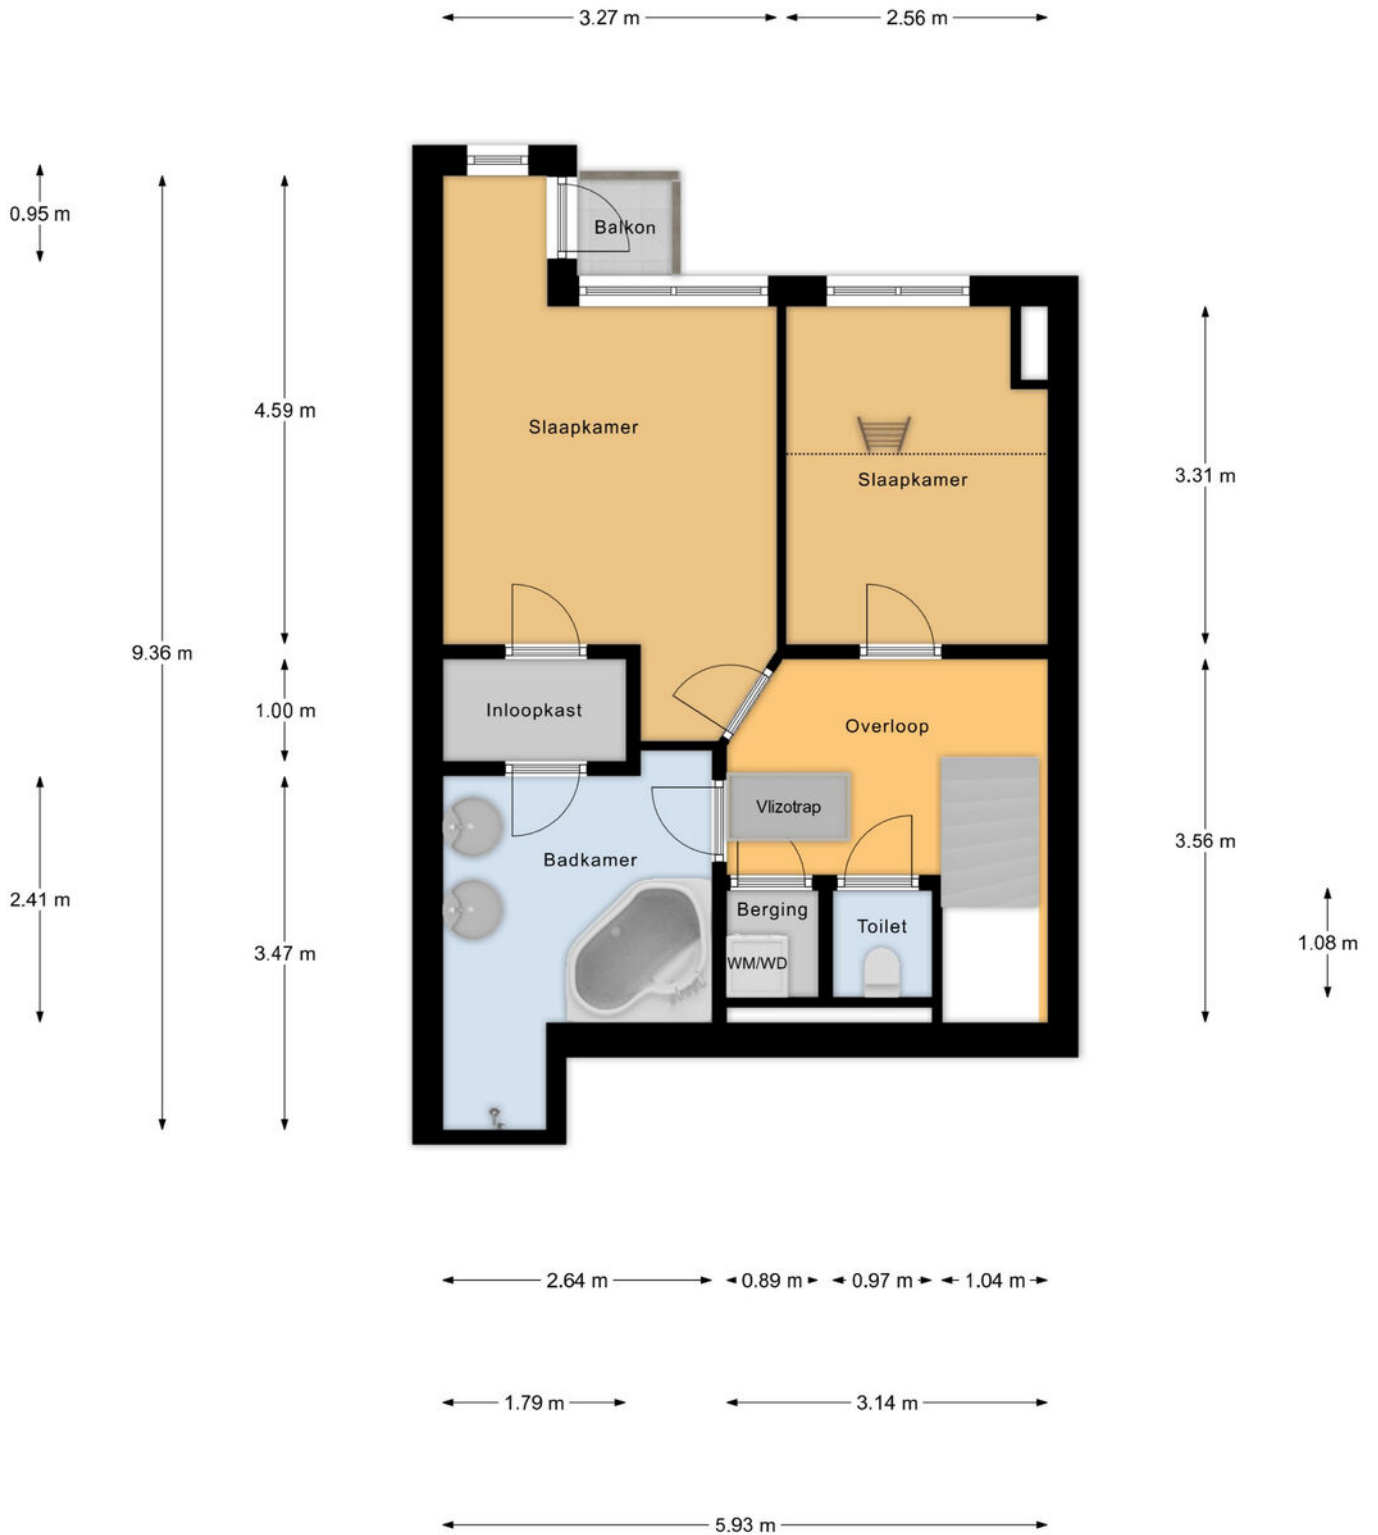 3.27 m
2.56 m
0.95 m
Balkon
4.59 m
Slaapkamer
Slaapkamer
3.31 m
9.36 m
1.00 m
Inloopkast
Overloop
Vlizotrap
3.56 m
Badkamer
2.41 m
Berging
Toilet
3.47 m
WM/WD
1.08 m
2.64 m
0.89 m
0.97 m
1.04 m
1.79 m
3.14 m
5.93 m